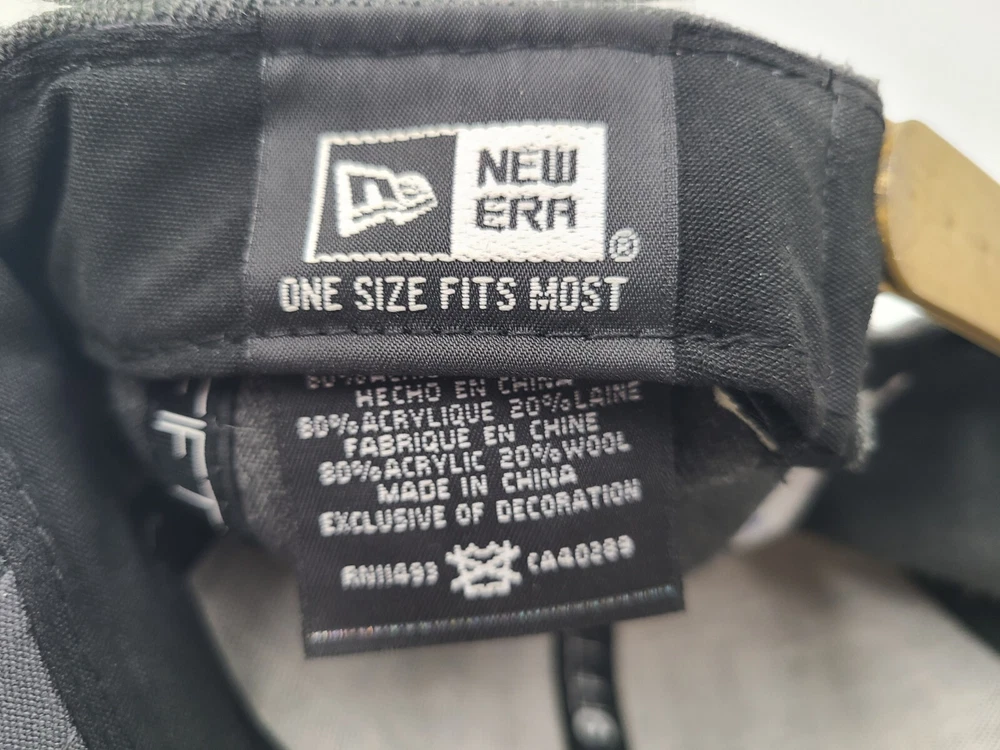 NEW
ERA
®
ONE SIZE FITS MOST
HECHO EN CHINA
80% ACRYLIQUE 20% LAINE
FABRIQUE EN CHINE
80% ACRYLIC 20% WOOL
MADE IN CHINA
EXCLUSIVE OF DECORATION
RN11493 CA40289